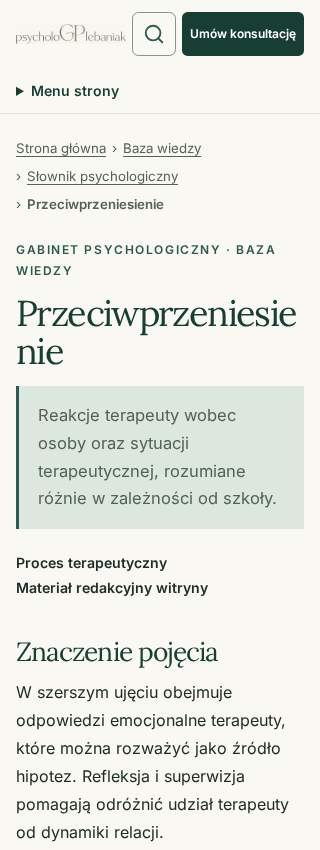 psycholoGPlebaniak
Umów konsultację
Menu strony
Strona główna › Baza wiedzy
› Słownik psychologiczny
› Przeciwprzeniesienie
GABINET PSYCHOLOGICZNY · BAZA
WIEDZY
Przeciwprzeniesie
nie
Reakcje terapeuty wobec
osoby oraz sytuacji
terapeutycznej, rozumiane
różnie w zależności od szkoły.
Proces terapeutyczny
Materiał redakcyjny witryny
Znaczenie pojęcia
W szerszym ujęciu obejmuje
odpowiedzi emocjonalne terapeuty,
które można rozważyć jako źródło
hipotez. Refleksja i superwizja
pomagają odróżnić udział terapeuty
od dynamiki relacji.